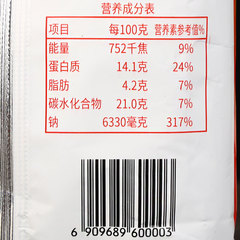 营养成分表
项目 每100克 营养素参考值%
能量 752千焦 9%
蛋白质 14.1克 24%
脂肪 4.2克 7%
碳水化合物 21.0克 7%
钠 6330毫克 317%
6 909689 600003